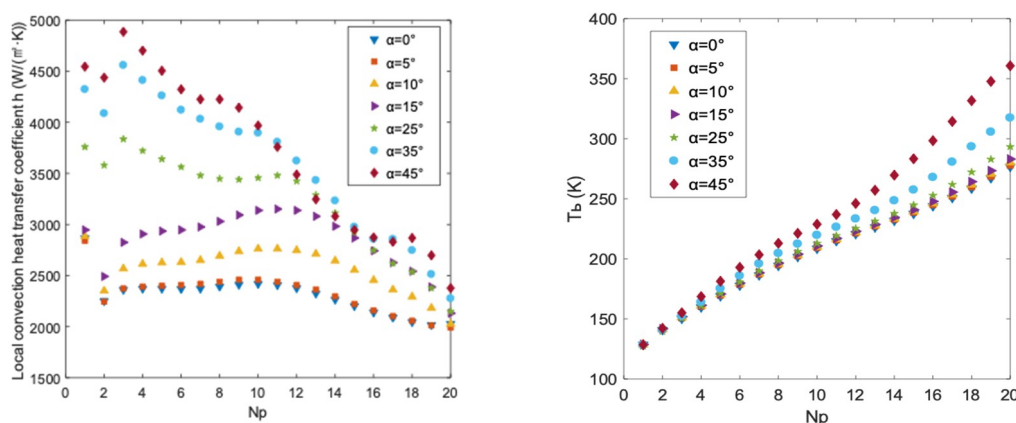 Local convection heat transfer coefficient h (W/(㎡·K)
5000
4500
4000
3500
3000
2500
2000
1500
α=0°
α=5°
α=10°
α=15°
α=25°
α=35°
α=45°
0 2 4 6 8 10 12 14 16 18 20
Np
Tь (K)
400
350
300
250
200
150
100
α=0°
α=5°
α=10°
α=15°
α=25°
α=35°
α=45°
0 2 4 6 8 10 12 14 16 18 20
Np